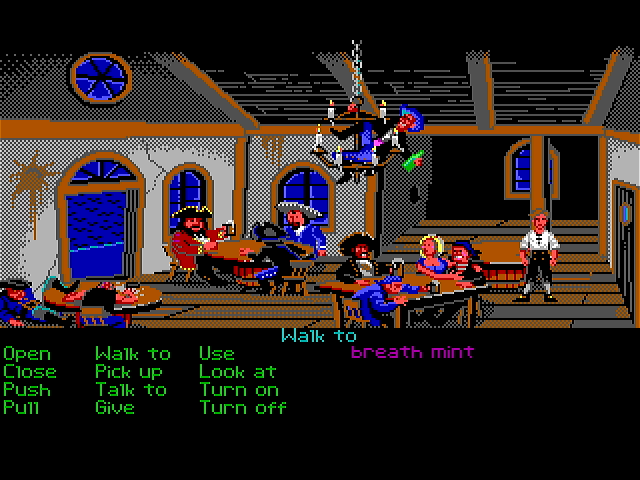 Walk to
Open Walk to Use breath mint
Close Pick up Look at
Push Talk to Turn on
Pull Give Turn off